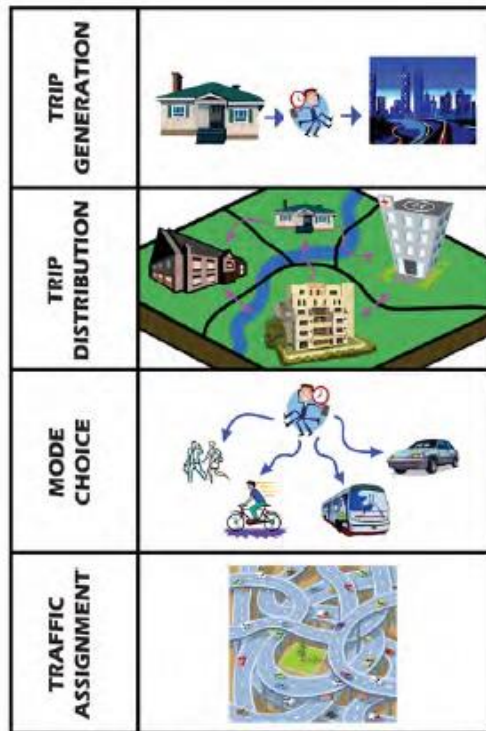 TRIP
GENERATION
TRIP
DISTRIBUTION
MODE
CHOICE
TRAFFIC
ASSIGNMENT